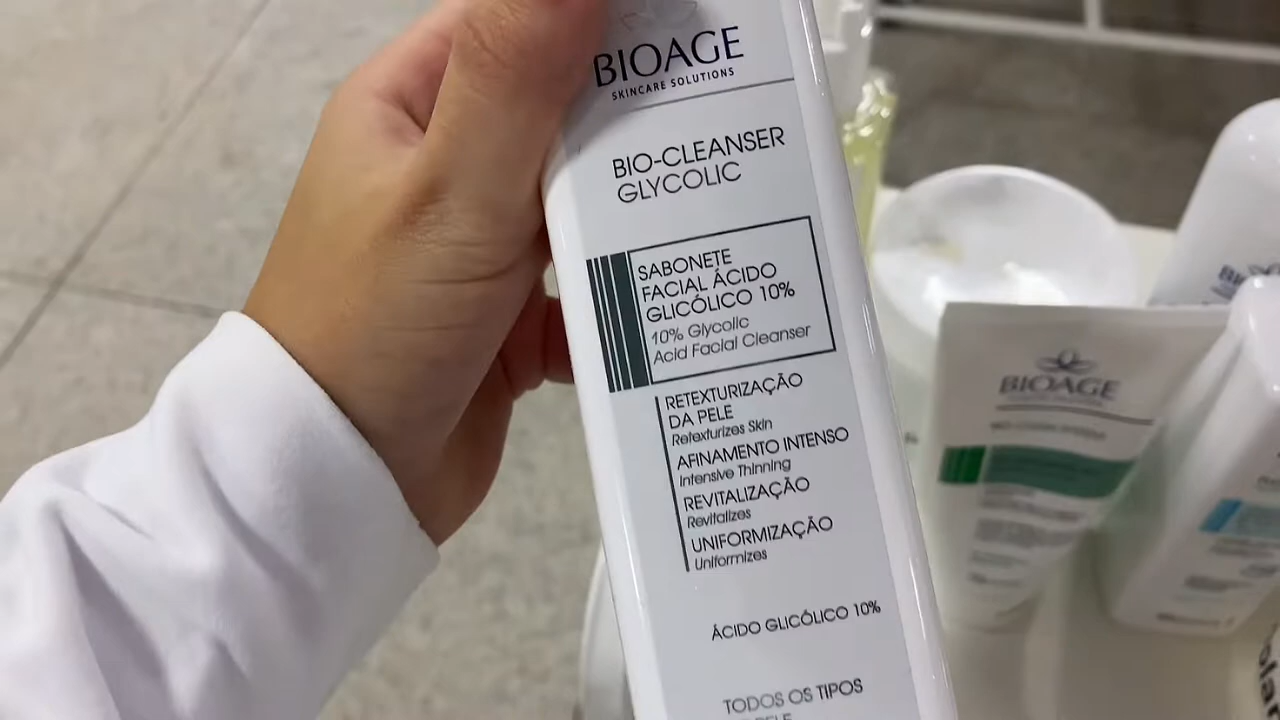 BIOAGE
SKINCARE SOLUTIONS
BIO-CLEANSER
GLYCOLIC
SABONETE
FACIAL ÁCIDO
GLICÓLICO 10%
10% Glycolic
Acid Facial Cleanser
RETEXTURIZAÇÃO
DA PELE
Retexturizes Skin
AFINAMENTO INTENSO
Intensive Thinning
REVITALIZAÇÃO
Revitalizes
UNIFORMIZAÇÃO
Uniformizes
ÁCIDO GLICÓLICO 10%
TODOS OS TIPOS
BIOAGE